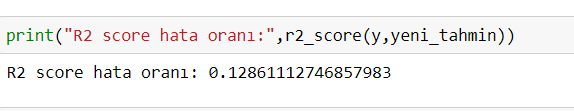 print("R2 score hata oranı:",r2_score(y,yeni_tahmin))
R2 score hata oranı: 0.12861112746857983